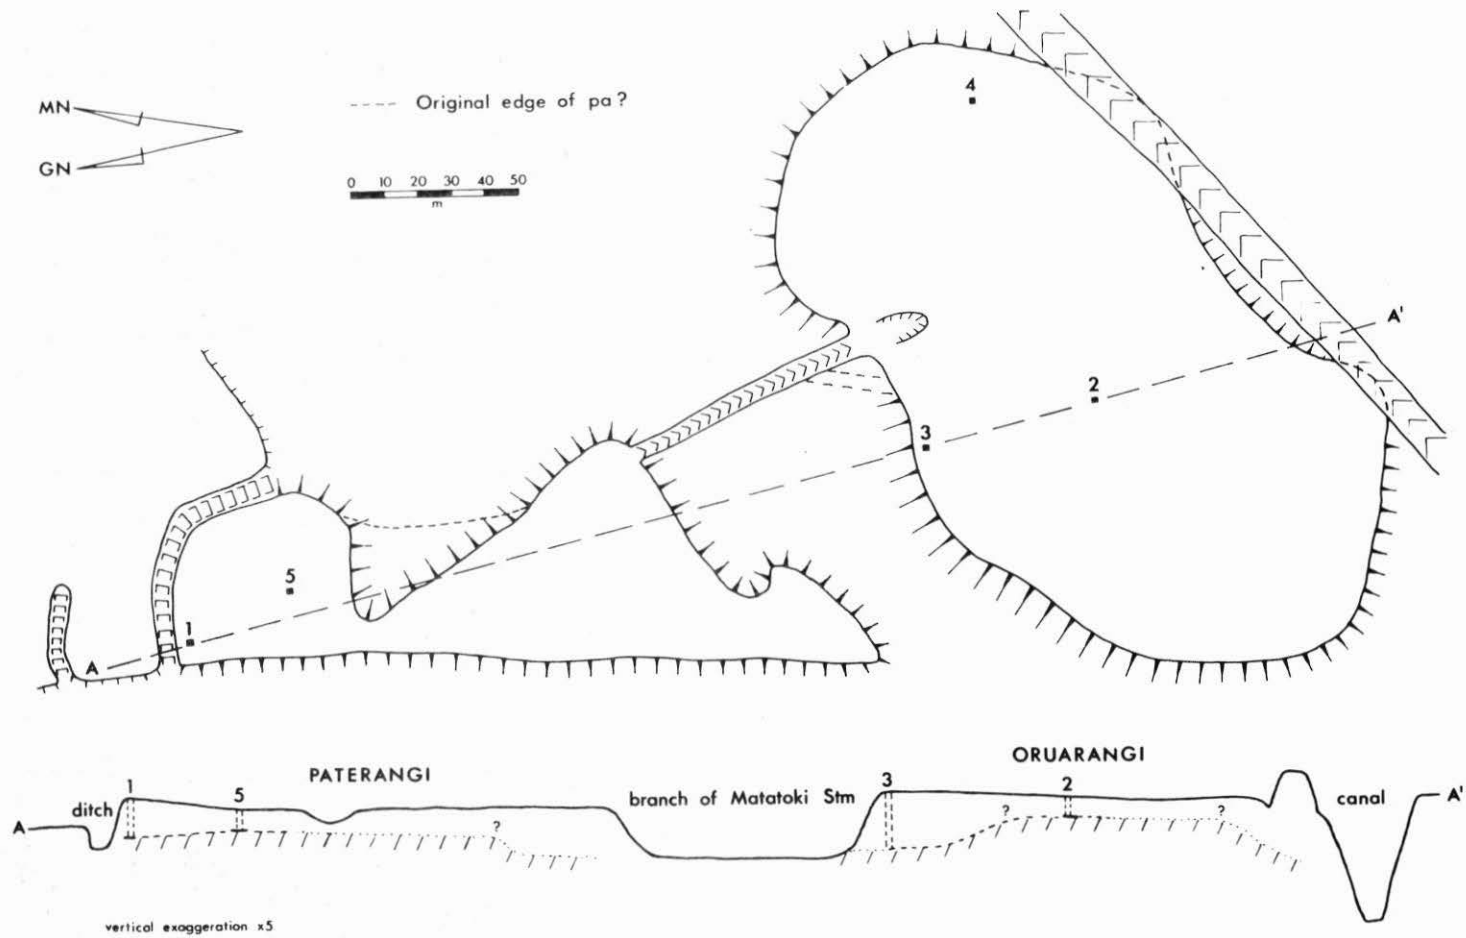 MN
GN
---- Original edge of pa?
0 10 20 30 40 50
m
4
A'
2
3
5
1
A
PATERANGI
ORUARANGI
1
5
ditch
branch of Matatoki Stm
3
?
2
?
canal
A
?
A'
vertical exaggeration x5